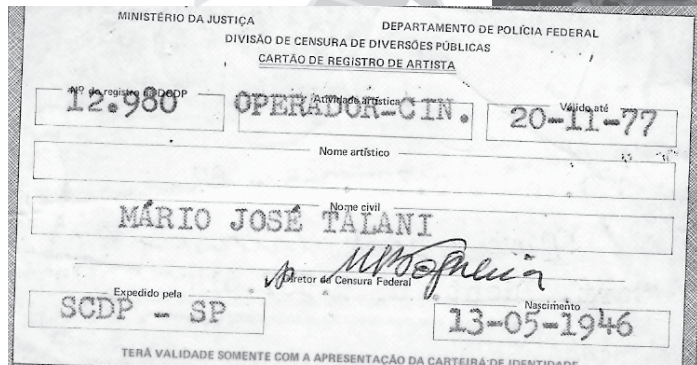 MINISTÉRIO DA JUSTIÇA DEPARTAMENTO DE POLÍCIA FEDERAL
DIVISÃO DE CENSURA DE DIVERSÕES PÚBLICAS
CARTÃO DE REGISTRO DE ARTISTA
Nº do registro na DCDP Atividade artística Válido até
12.980 OPERADOR-CIN. 20-11-77
Nome artístico
Nome civil
MÁRIO JOSÉ TALANI
Diretor da Censura Federal
Expedido pela Nascimento
SCDP - SP 13-05-1946
TERÁ VALIDADE SOMENTE COM A APRESENTAÇÃO DA CARTEIRA DE IDENTIDADE